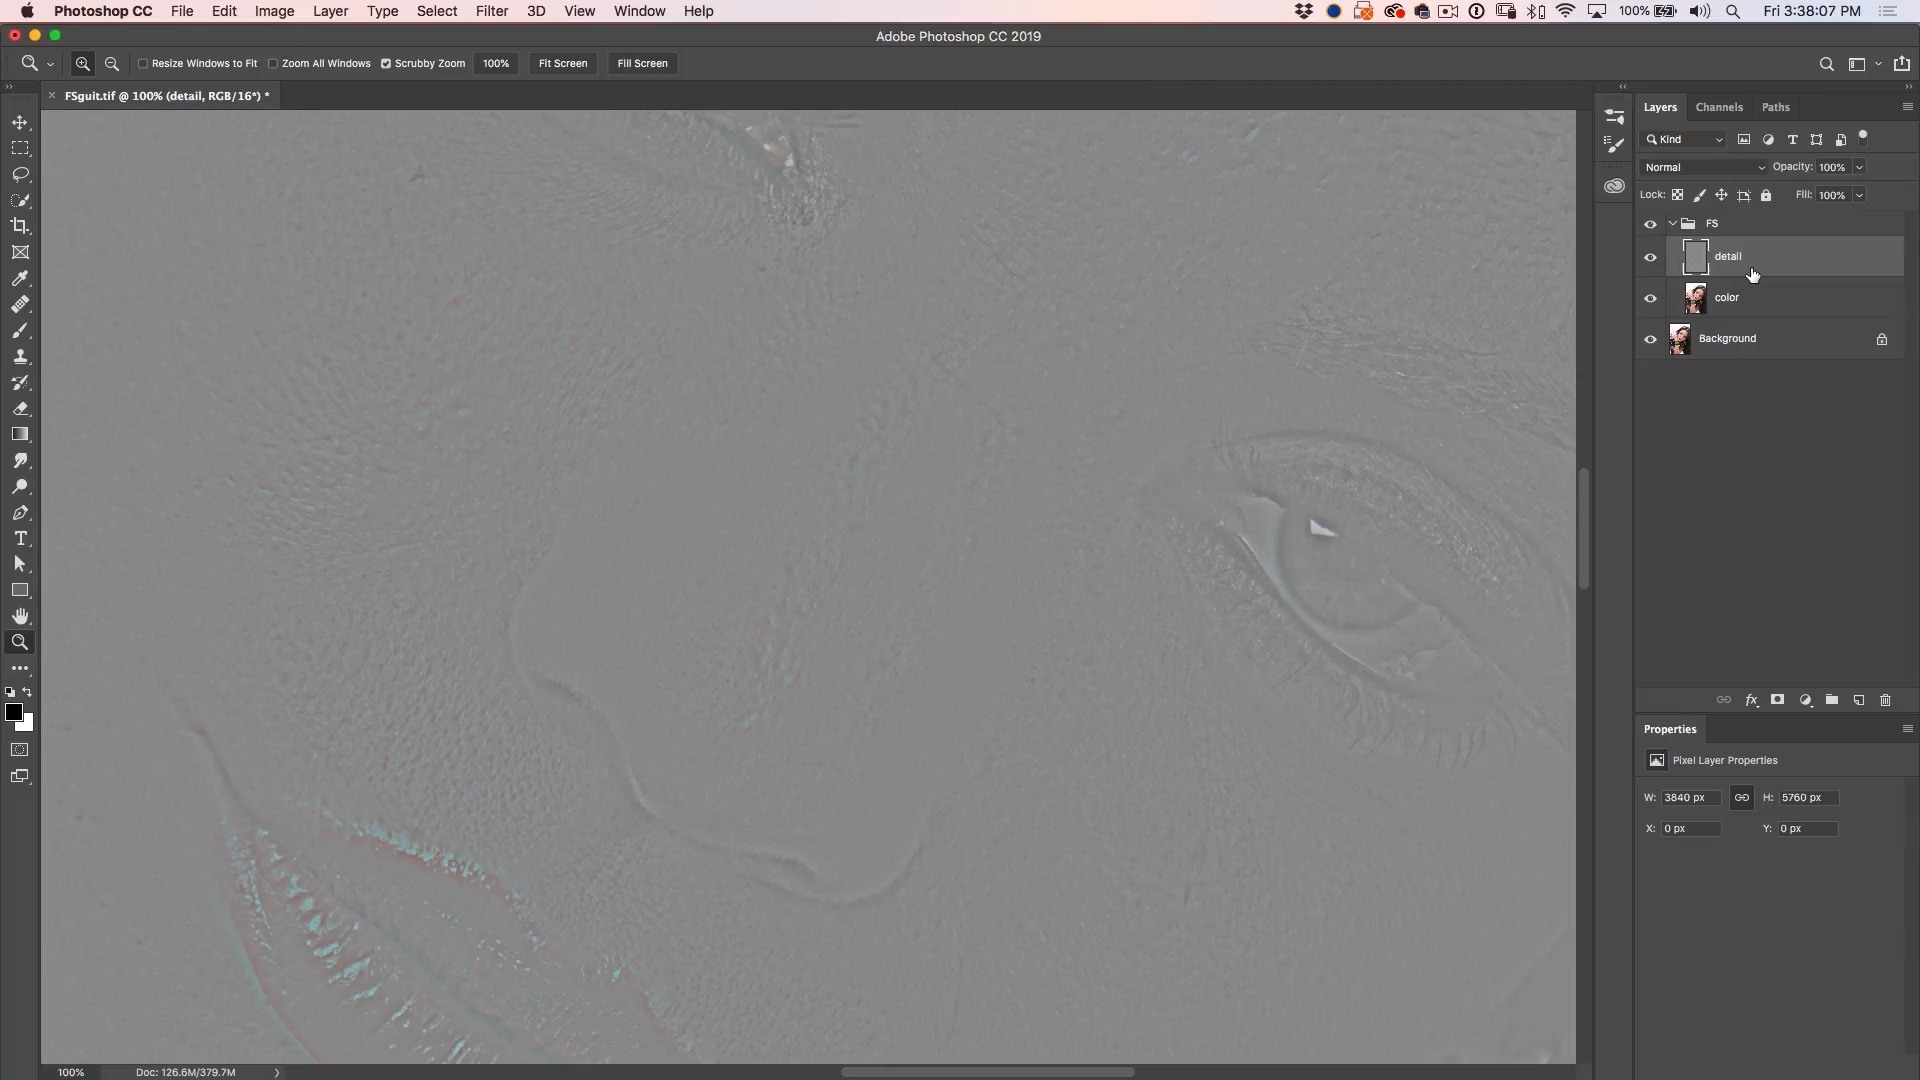 Photoshop CC File Edit Image Layer Type Select Filter 3D View Window Help 100% Fri 3:38:07 PM
Adobe Photoshop CC 2019
Resize Windows to Fit Zoom All Windows Scrubby Zoom 100% Fit Screen Fill Screen
FSguit.tif @ 100% (detail, RGB/16*) *
Layers Channels Paths
Kind
Normal Opacity: 100%
Lock: Fill: 100%
FS
detail
color
Background
Properties
Pixel Layer Properties
W: 3840 px H: 5760 px
X: 0 px Y: 0 px
100% Doc: 126.6M/379.7M